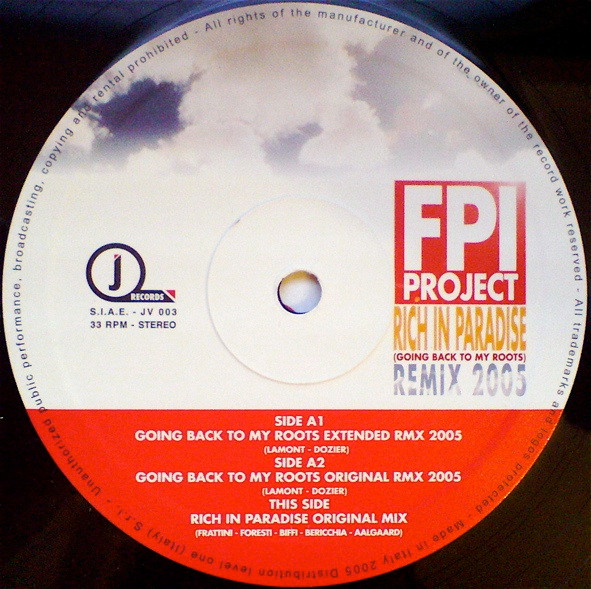 Unauthorized public performance, broadcasting, copying and rental prohibited - All rights of the manufacturer and of the owner of the record work reserved - All trademarks and logos protected - Made in Italy 2005 Distribution level one (Italy) S.r.l. -
FPI
PROJECT
RICH IN PARADISE
(GOING BACK TO MY ROOTS)
REMIX 2005
J
RECORDS
S.I.A.E. - JV 003
33 RPM - STEREO
SIDE A1
GOING BACK TO MY ROOTS EXTENDED RMX 2005
(LAMONT - DOZIER)
SIDE A2
GOING BACK TO MY ROOTS ORIGINAL RMX 2005
(LAMONT - DOZIER)
THIS SIDE
RICH IN PARADISE ORIGINAL MIX
(FRATTINI - FORESTI - BIFFI - BERICCHIA - AALGAARD)